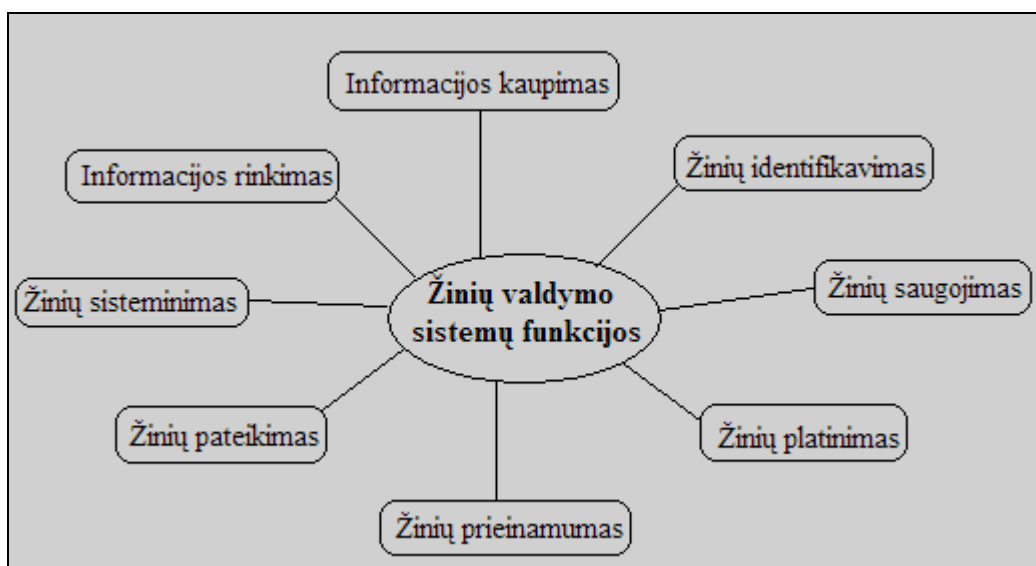 Informacijos kaupimas
Žinių identifikavimas
Informacijos rinkimas
Žinių saugojimas
Žinių sisteminimas
Žinių valdymo
sistemų funkcijos
Žinių pateikimas
Žinių platinimas
Žinių prieinamumas